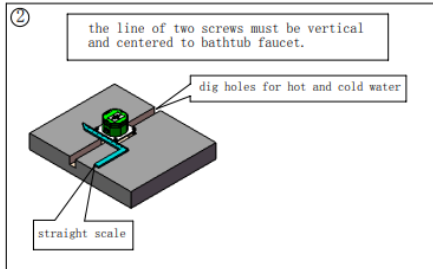 ②
the line of two screws must be vertical
and centered to bathtub faucet.
dig holes for hot and cold water
straight scale